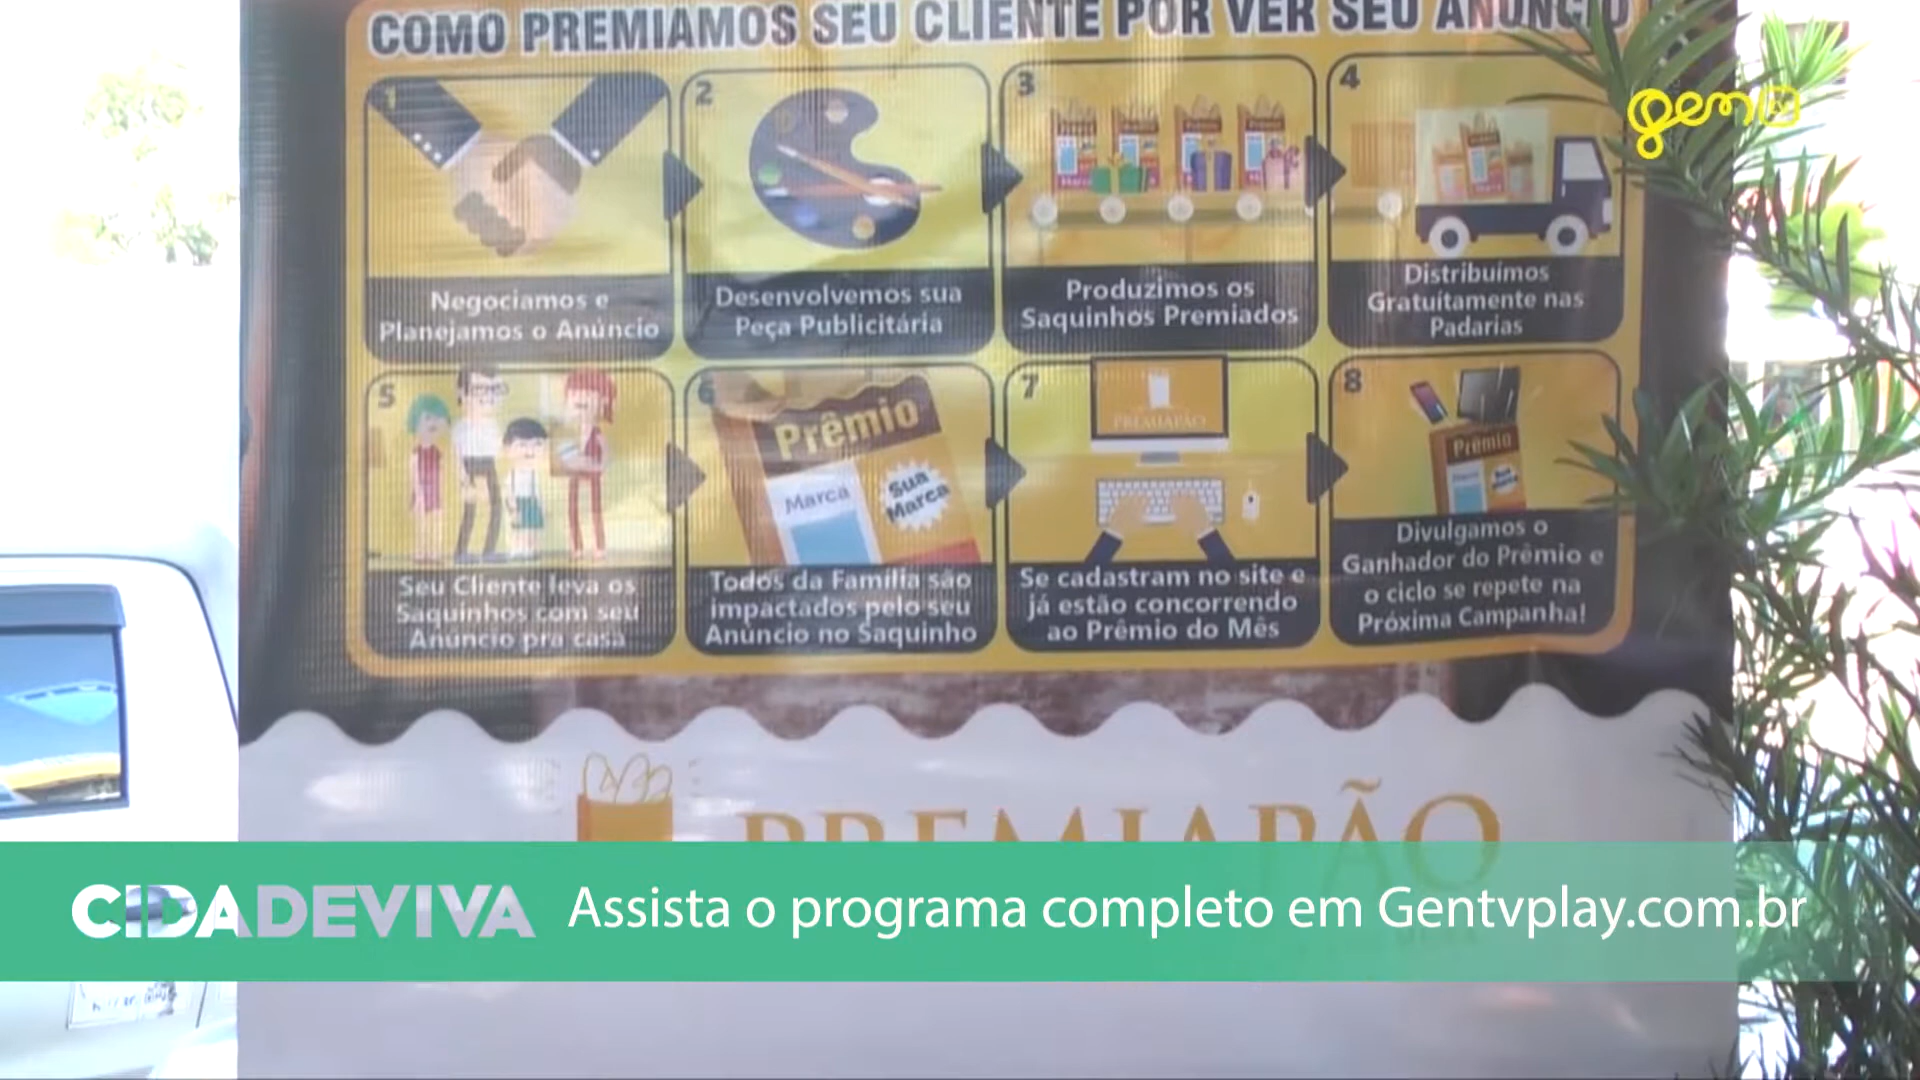 COMO PREMIAMOS SEU CLIENTE POR VER SEU ANÚNCIO
1
2
3
4
gen
Negociamos e
Planejamos o Anúncio
Desenvolvemos sua
Peça Publicitária
Produzimos os
Saquinhos Premiados
Distribuímos
Gratuitamente nas
Padarias
5
6
7
8
Prêmio
Marca
Sua
Marca
PREMIAPÃO
Prêmio
Seu Cliente leva os
Saquinhos com seu
Anúncio pra casa
Todos da Família são
impactados pelo seu
Anúncio no Saquinho
Se cadastram no site e
já estão concorrendo
ao Prêmio do Mês
Divulgamos o
Ganhador do Prêmio e
o ciclo se repete na
Próxima Campanha!
PREMIAPÃO
CIDADEVIVA
Assista o programa completo em Gentvplay.com.br